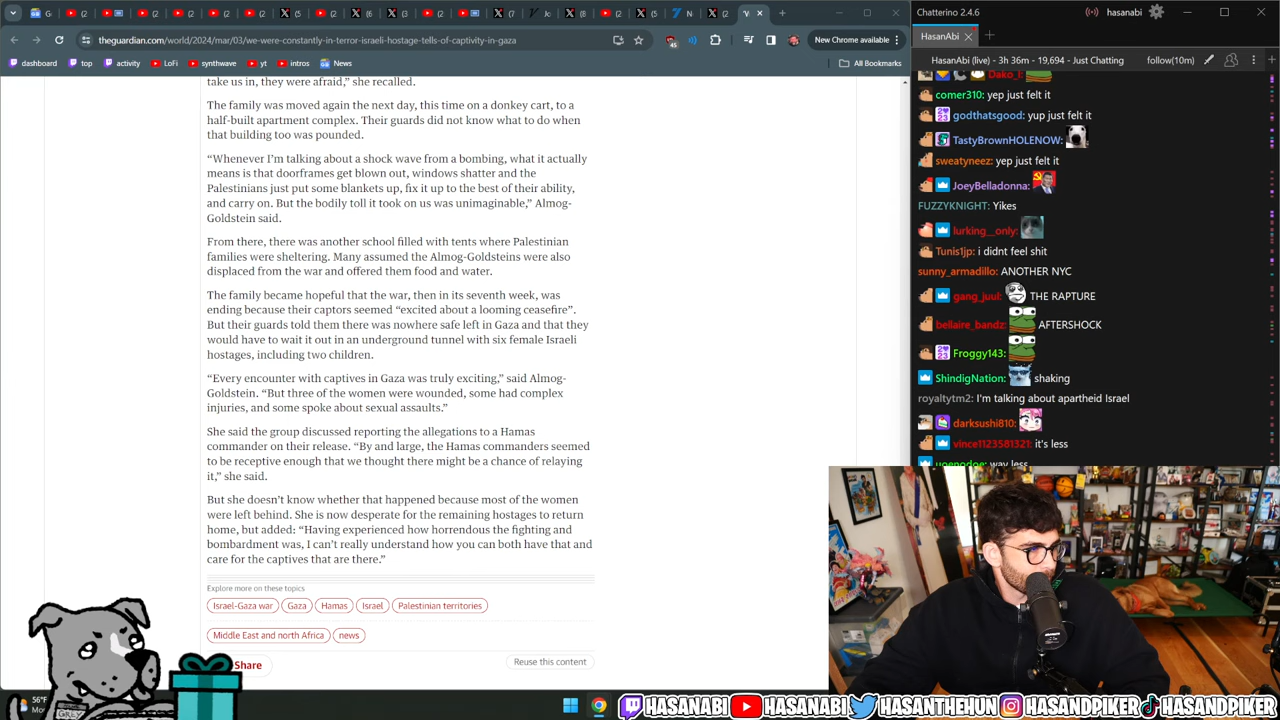 theguardian.com/world/2024/mar/03/we-were-constantly-in-terror-israeli-hostage-tells-of-captivity-in-gaza
New Chrome available
dashboard
top
activity
LoFi
synthwave
yt
intros
News
All Bookmarks
take us in, they were afraid,” she recalled.
The family was moved again the next day, this time on a donkey cart, to a
half-built apartment complex. Their guards did not know what to do when
that building too was pounded.
“Whenever I’m talking about a shock wave from a bombing, what it actually
means is that doorframes get blown out, windows shatter and the
Palestinians just put some blankets up, fix it up to the best of their ability,
and carry on. But the bodily toll it took on us was unimaginable,” Almog-
Goldstein said.
From there, there was another school filled with tents where Palestinian
families were sheltering. Many assumed the Almog-Goldsteins were also
displaced from the war and offered them food and water.
The family became hopeful that the war, then in its seventh week, was
ending because their captors seemed “excited about a looming ceasefire”.
But their guards told them there was nowhere safe left in Gaza and that they
would have to wait it out in an underground tunnel with six female Israeli
hostages, including two children.
“Every encounter with captives in Gaza was truly exciting,” said Almog-
Goldstein. “But three of the women were wounded, some had complex
injuries, and some spoke about sexual assaults.”
She said the group discussed reporting the allegations to a Hamas
commander on their release. “By and large, the Hamas commanders seemed
to be receptive enough that we thought there might be a chance of relaying
it,” she said.
But she doesn’t know whether that happened because most of the women
were left behind. She is now desperate for the remaining hostages to return
home, but added: “Having experienced how horrendous the fighting and
bombardment was, I can’t really understand how you can both have that and
care for the captives that are there.”
Explore more on these topics
Israel-Gaza war
Gaza
Hamas
Israel
Palestinian territories
Middle East and north Africa
news
Share
Reuse this content
56°F
Chatterino 2.4.6
hasanabi
HasanAbi
HasanAbi (live) - 3h 36m - 19,694 - Just Chatting
follow(10m)
Dako_I:
comer310: yep just felt it
godthatsgood: yup just felt it
TastyBrownHOLENOW:
sweatyneez: yep just felt it
JoeyBelladonna:
FUZZYKNIGHT: Yikes
lurking__only:
Tunis1jp: i didnt feel shit
sunny_armadillo: ANOTHER NYC
gang_juul: THE RAPTURE
bellaire_bandz: AFTERSHOCK
Froggy143:
ShindigNation: shaking
royaltytm2: I'm talking about apartheid Israel
darksushi810:
vince1123581321: it's less
uoenodoe: way less
HASANABI
HASANABI
HASANTHEHUN
HASANDPIKER
HASANDPIKER